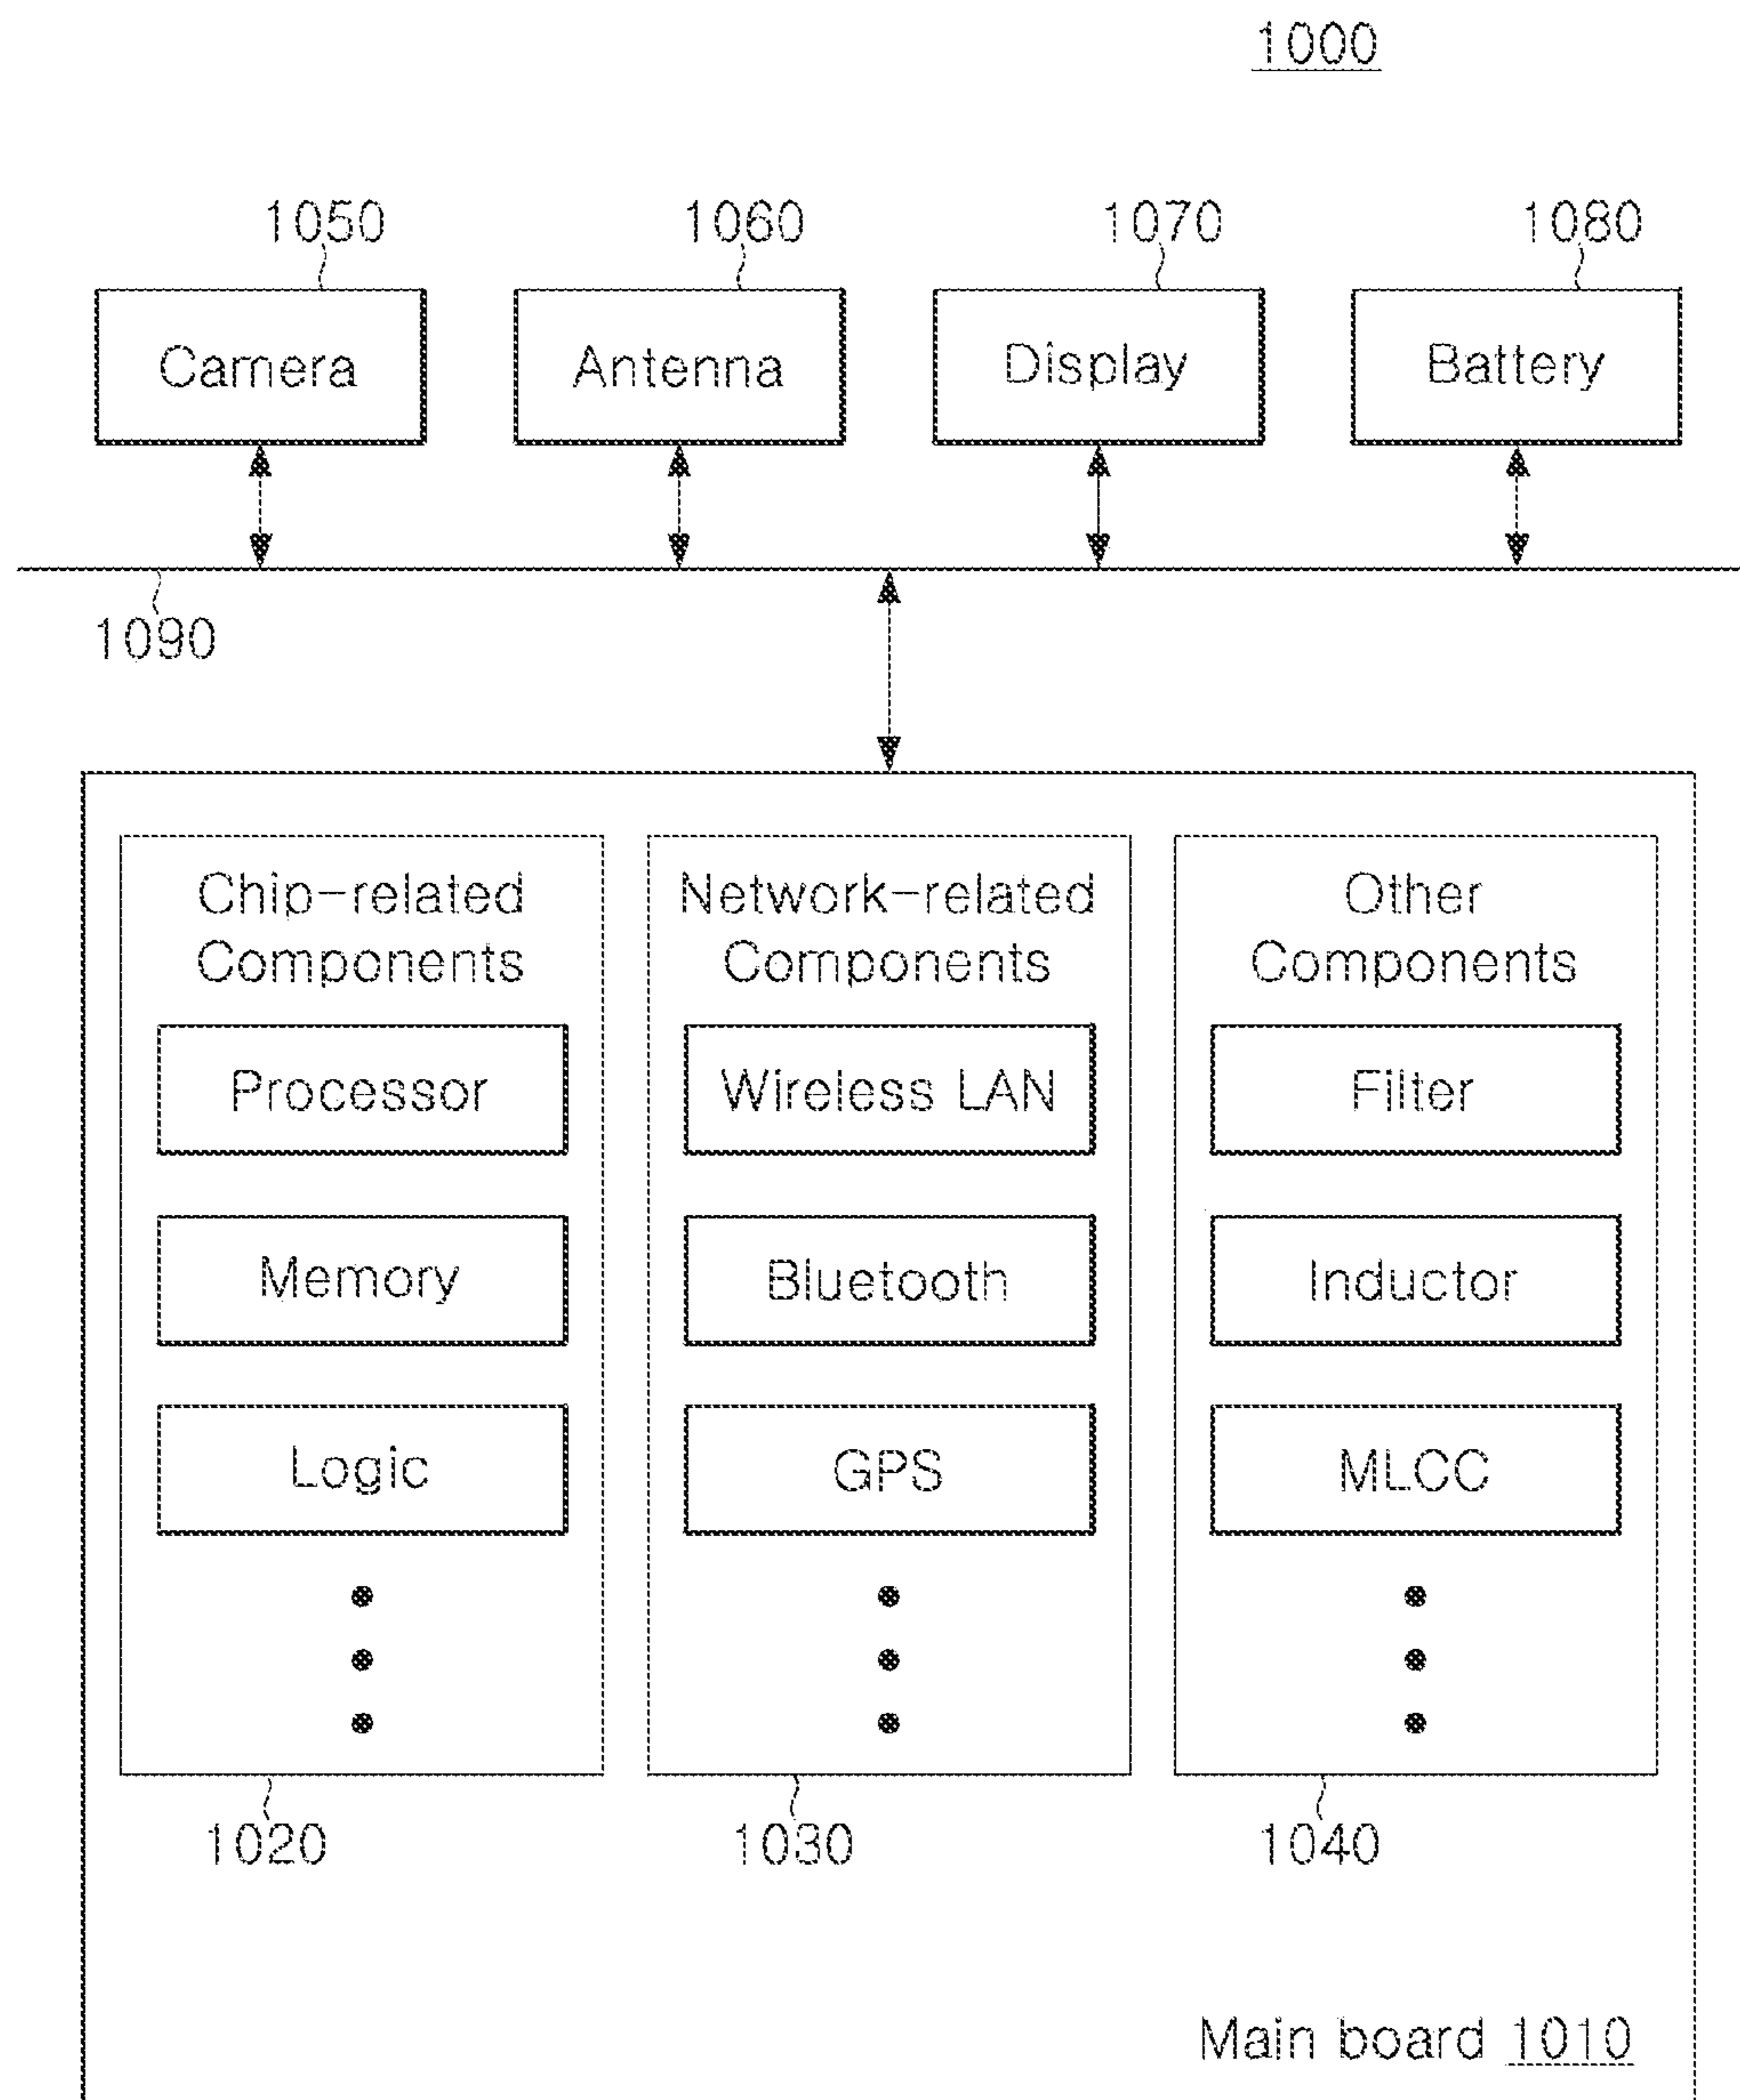 1000
1050 1060 1070 1080
Camera Antenna Display Battery
1090
Chip-related Components
Network-related Components
Other Components
Processor Wireless LAN Filter
Memory Bluetooth Inductor
Logic GPS MLCC
1020 1030 1040
Main board 1010